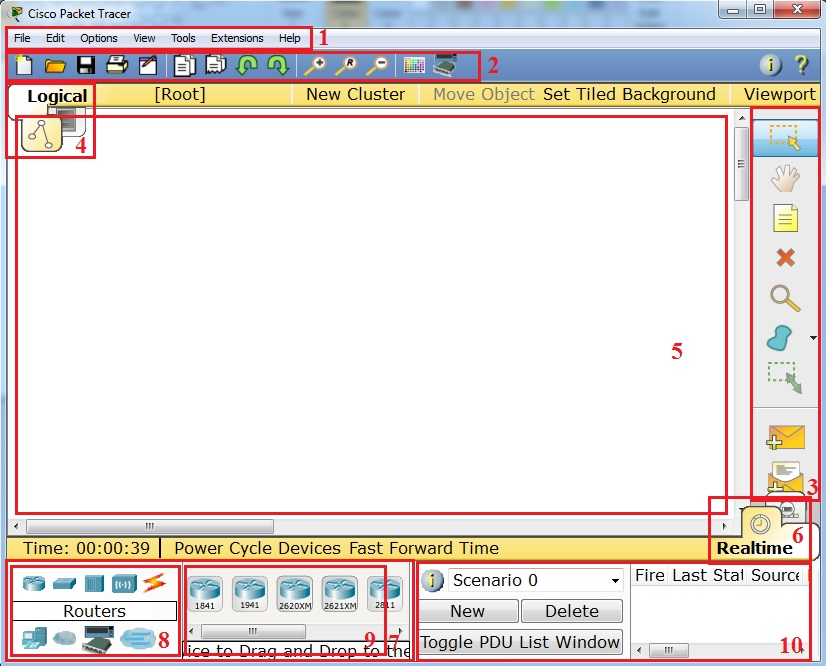 Cisco Packet Tracer
File Edit Options View Tools Extensions Help 1
2
Logical [Root] New Cluster Move Object Set Tiled Background Viewport
4
5
3
6
Time: 00:00:39 Power Cycle Devices Fast Forward Time Realtime
Scenario 0 Fire Last Stat Source
1841 1941 2620XM 2621XM 2811
Routers New Delete
8 9 7 Toggle PDU List Window 10
ice to Drag and Drop to the